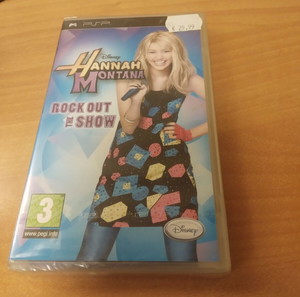 PSP
Disney
HANNAH
MONTANA
ROCK OUT
THE SHOW
3
www.pegi.info
Disney